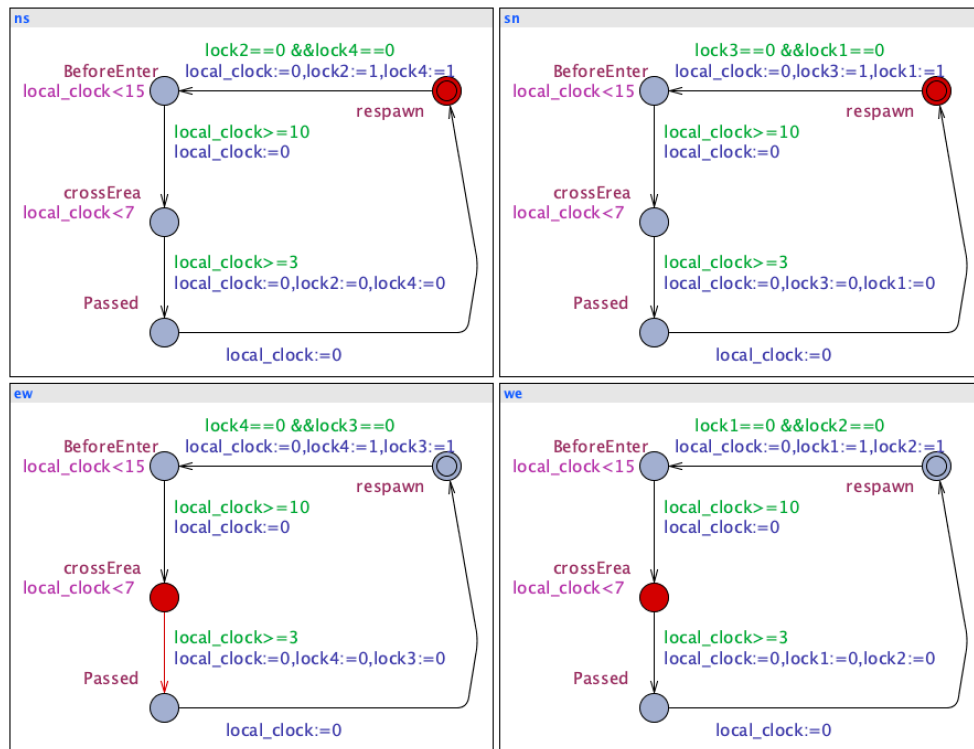 ns
lock2==0 &&lock4==0
BeforeEnter
local_clock:=0,lock2:=1,lock4:=1
local_clock<15
respawn
local_clock>=10
local_clock:=0
crossErea
local_clock<7
local_clock>=3
local_clock:=0,lock2:=0,lock4:=0
Passed
local_clock:=0
sn
lock3==0 &&lock1==0
BeforeEnter
local_clock:=0,lock3:=1,lock1:=1
local_clock<15
respawn
local_clock>=10
local_clock:=0
crossErea
local_clock<7
local_clock>=3
local_clock:=0,lock3:=0,lock1:=0
Passed
local_clock:=0
ew
lock4==0 &&lock3==0
BeforeEnter
local_clock:=0,lock4:=1,lock3:=1
local_clock<15
respawn
local_clock>=10
local_clock:=0
crossErea
local_clock<7
local_clock>=3
local_clock:=0,lock4:=0,lock3:=0
Passed
local_clock:=0
we
lock1==0 &&lock2==0
BeforeEnter
local_clock:=0,lock1:=1,lock2:=1
local_clock<15
respawn
local_clock>=10
local_clock:=0
crossErea
local_clock<7
local_clock>=3
local_clock:=0,lock1:=0,lock2:=0
Passed
local_clock:=0